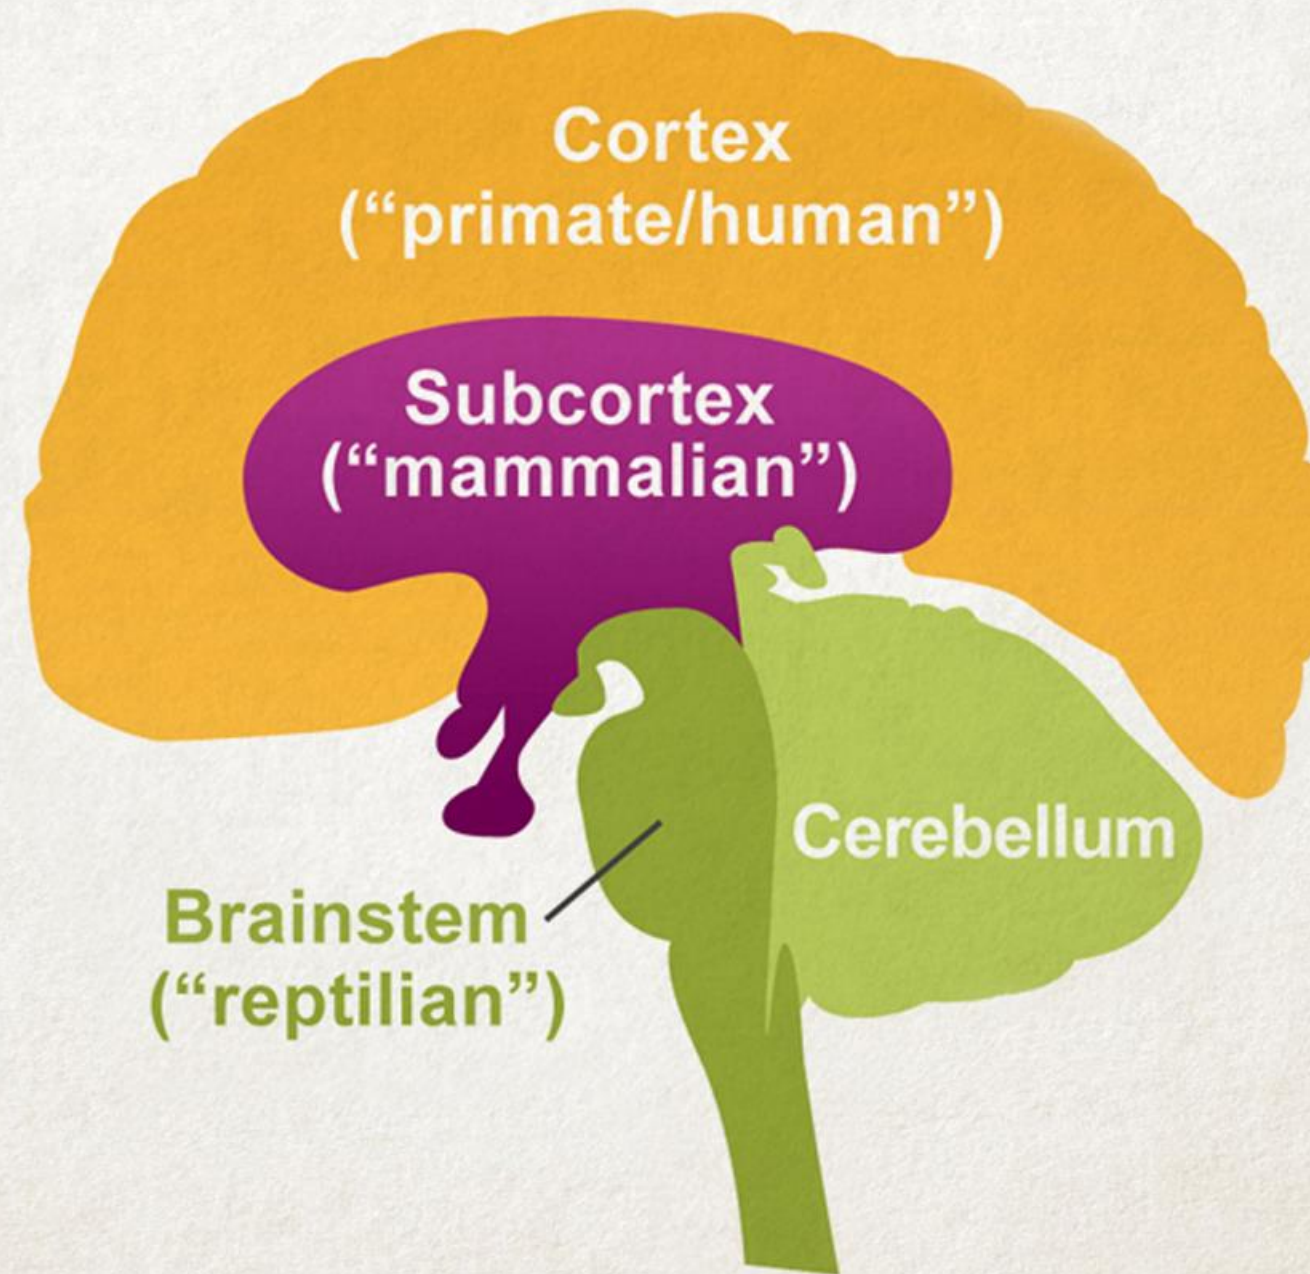 Cortex
(“primate/human”)
Subcortex
(“mammalian”)
Cerebellum
Brainstem
(“reptilian”)